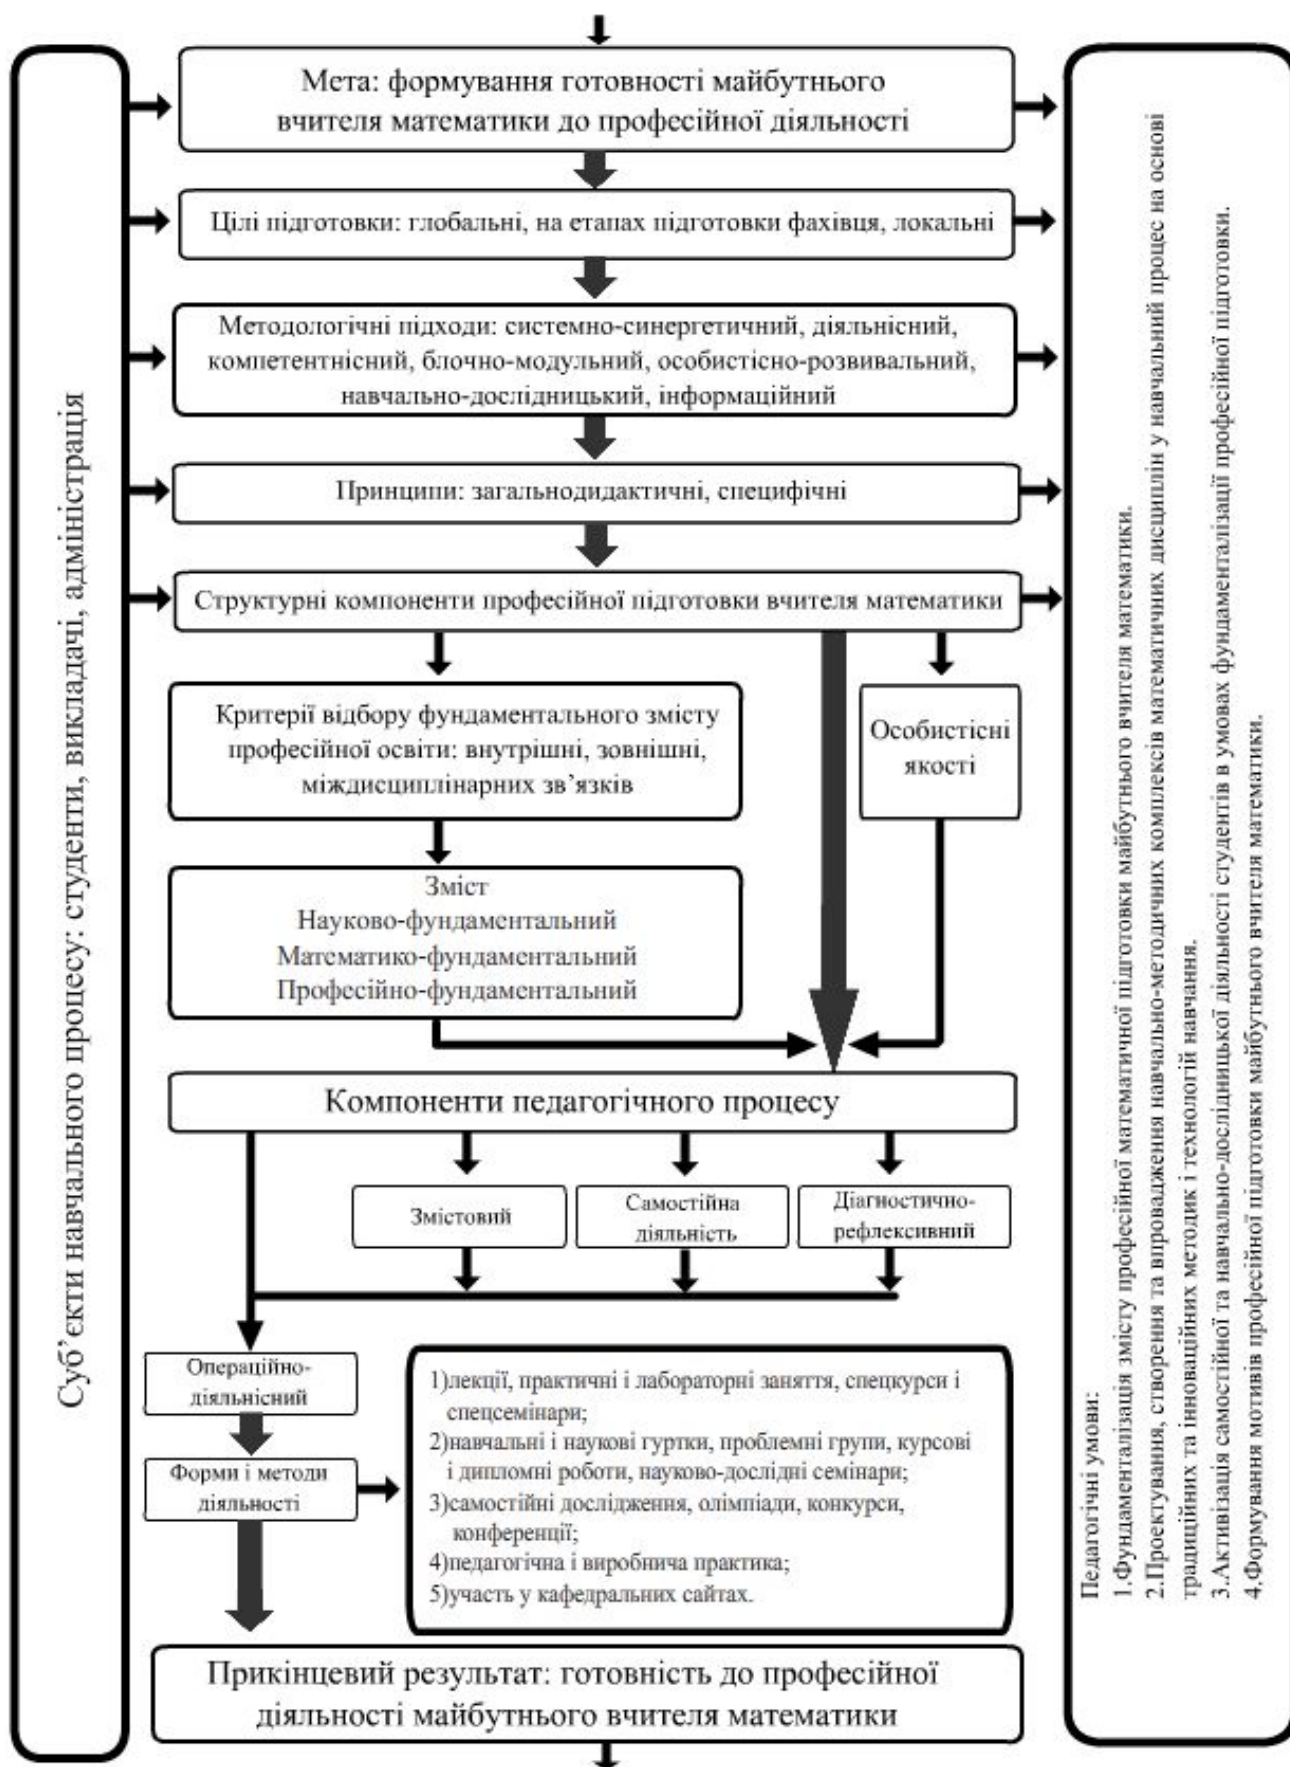 Суб’єкти навчального процесу: студенти, викладачі, адміністрація
Мета: формування готовності майбутнього
вчителя математики до професійної діяльності
Цілі підготовки: глобальні, на етапах підготовки фахівця, локальні
Методологічні підходи: системно-синергетичний, діяльнісний,
компетентнісний, блочно-модульний, особистісно-розвивальний,
навчально-дослідницький, інформаційний
Принципи: загальнодидактичні, специфічні
Структурні компоненти професійної підготовки вчителя математики
Критерії відбору фундаментального змісту
професійної освіти: внутрішні, зовнішні,
міждисциплінарних зв’язків
Особистісні
якості
Зміст
Науково-фундаментальний
Математико-фундаментальний
Професійно-фундаментальний
Компоненти педагогічного процесу
Змістовий
Самостійна
діяльність
Діагностично-
рефлексивний
Операційно-
діяльнісний
Форми і методи
діяльності
1)лекції, практичні і лабораторні заняття, спецкурси і
спецсемінари;
2)навчальні і наукові гуртки, проблемні групи, курсові
і дипломні роботи, науково-дослідні семінари;
3)самостійні дослідження, олімпіади, конкурси,
конференції;
4)педагогічна і виробнича практика;
5)участь у кафедральних сайтах.
Прикінцевий результат: готовність до професійної
діяльності майбутнього вчителя математики
Педагогічні умови:
1.Фундаменталізація змісту професійної математичної підготовки майбутнього вчителя математики.
2.Проектування, створення та впровадження навчально-методичних комплексів математичних дисциплін у навчальний процес на основі
традиційних та інноваційних методик і технологій навчання.
3.Активізація самостійної та навчально-дослідницької діяльності студентів в умовах фундаменталізації професійної підготовки.
4.Формування мотивів професійної підготовки майбутнього вчителя математики.